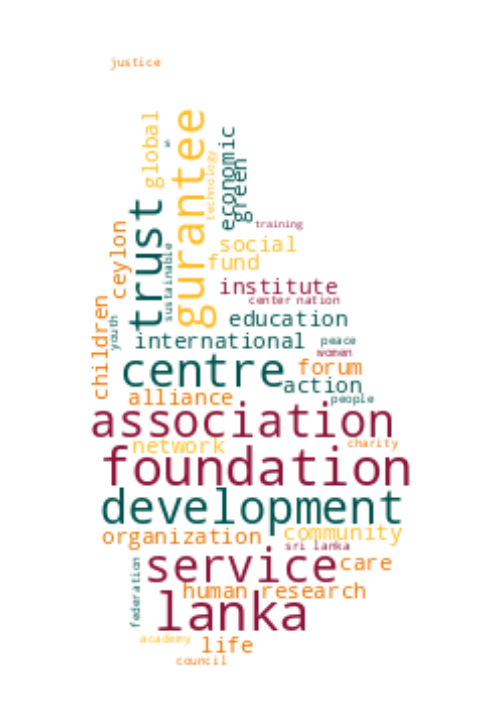 justice
global
gurantee
economic
green
technology
trust
training
ceylon
sustainable
social
fund
institute
center nation
children
youth
education
international
peace
women
centre
forum
action
alliance
people
association
network
charity
foundation
development
organization
community
sri lanka
service
care
federation
human research
lanka
academy
life
council